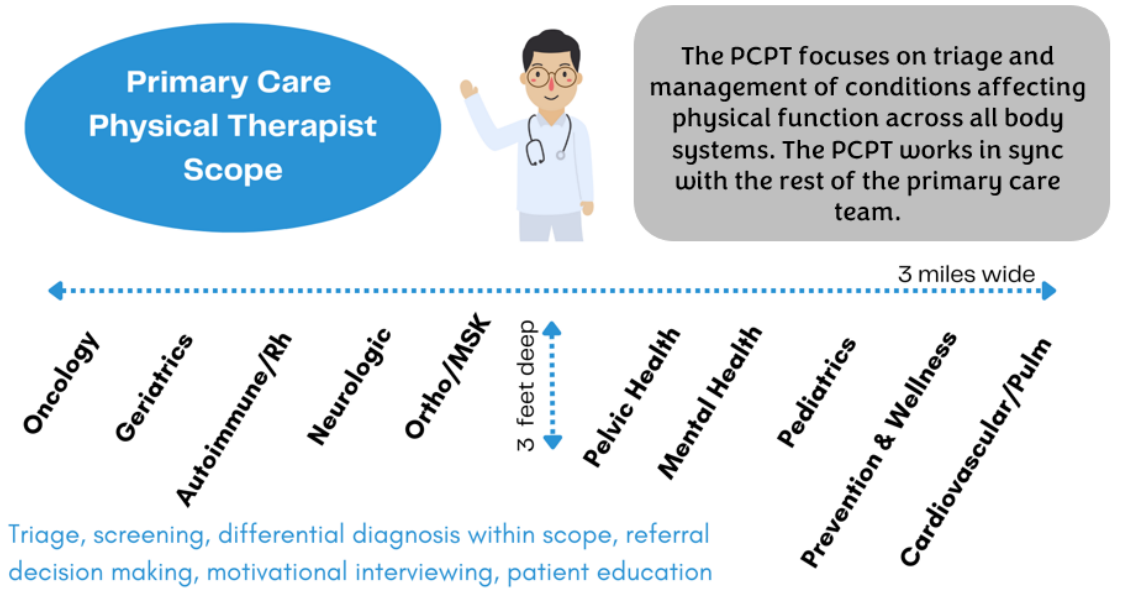 Primary Care
Physical Therapist
Scope
The PCPT focuses on triage and
management of conditions affecting
physical function across all body
systems. The PCPT works in sync
with the rest of the primary care
team.
3 miles wide
Oncology
Geriatrics
Autoimmune/Rh
Neurologic
Ortho/MSK
3 feet deep
Pelvic Health
Mental Health
Pediatrics
Prevention & Wellness
Cardiovascular/Pulm
Triage, screening, differential diagnosis within scope, referral
decision making, motivational interviewing, patient education